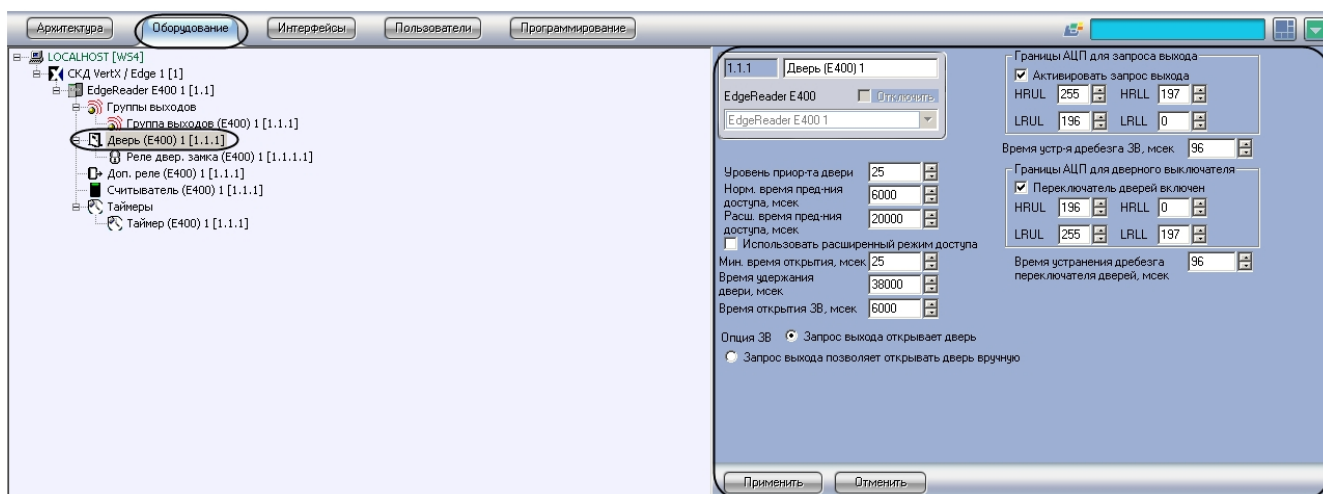 Архитектура Оборудование Интерфейсы Пользователи Программирование
LOCALHOST [WS4]
СКД VertX / Edge 1 [1]
EdgeReader E400 1 [1.1]
Группы выходов
Группа выходов (E400) 1 [1.1.1]
Дверь (E400) 1 [1.1.1]
Реле двер. замка (E400) 1 [1.1.1.1]
Доп. реле (E400) 1 [1.1.1]
Считыватель (E400) 1 [1.1.1]
Таймеры
Таймер (E400) 1 [1.1.1]
1.1.1 Дверь (E400) 1
EdgeReader E400 Отключить
EdgeReader E400 1
Уровень приор-та двери 25
Норм. время пред-ния
доступа, мсек 6000
Расш. время пред-ния
доступа, мсек 20000
Использовать расширенный режим доступа
Мин. время открытия, мсек 25
Время удержания
двери, мсек 38000
Время открытия ЗВ, мсек 6000
Опция ЗВ Запрос выхода открывает дверь
Запрос выхода позволяет открывать дверь вручную
Границы АЦП для запроса выхода
Активировать запрос выхода
HRUL 255 HRLL 197
LRUL 196 LRLL 0
Время устр-я дребезга ЗВ, мсек 96
Границы АЦП для дверного выключателя
Переключатель дверей включен
HRUL 196 HRLL 0
LRUL 255 LRLL 197
Время устранения дребезга 96
переключателя дверей, мсек
Применить Отменить